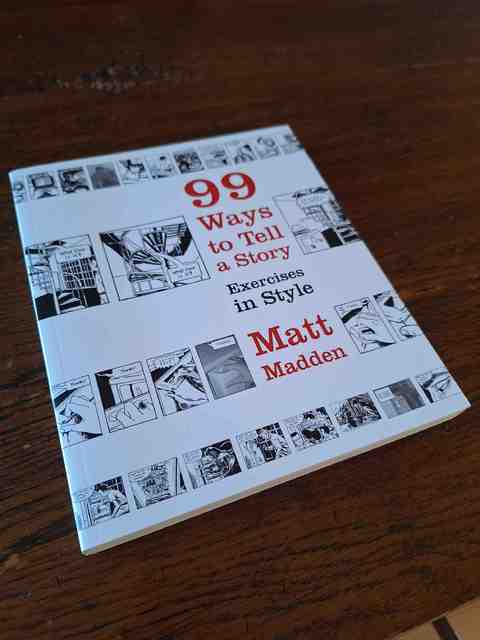 99
Ways
to Tell
a Story
Exercises
in Style
Matt
Madden